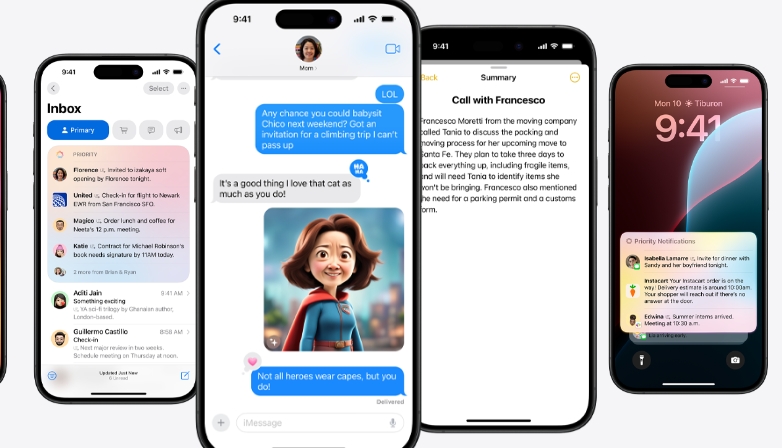 9:41
Select
Inbox
Primary
PRIORITY
Florence Invited to izakaya soft
opening by Florence tonight.
United Check-in for flight to Newark
EWR from San Francisco SFO.
Magico Order lunch and coffee for
Neeta's 12 p.m. meeting.
Katie Contract for Michael Robinson's
book needs signature by 11AM today.
2 more from Brian & Ryan
Aditi Jain 9:41 AM
Something exciting
YA sci-fi trilogy by Ghanaian author,
London-based.
Guillermo Castillo 8:58 AM
Check-in
Next major review in two weeks.
Schedule meeting on Thursday at noon.
Updated Just Now
9:41
Mom
LOL
Any chance you could babysit
Chico next weekend? Got an
invitation for a climbing trip I can't
pass up
HA
HA
It's a good thing I love that cat as
much as you do!
Not all heroes wear capes, but you
do!
Delivered
iMessage
9:41
Back
Summary
Call with Francesco
Francesco Moretti from the moving company
called Tania to discuss the packing and
moving process for her upcoming move to
Santa Fe. They plan to take three days to
pack everything up, including fragile items,
and will need Tania to identify items she
won't be bringing. Francesco also mentioned
the need for a parking permit and a customs
form.
Mon 10 Tiburon
9:41
Priority Notifications
Isabella Lamarre Invite for dinner with
Sandy and her boyfriend tonight.
Instacart Your Instacart order is on the
way! Delivery estimate is around 10:00am.
Your shopper will reach out if there's no
answer at the door.
Edwina Summer interns arrived.
Meeting at 10:30 a.m.